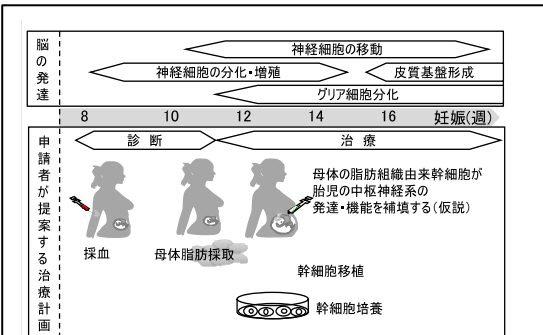 脳の発達
神経細胞の移動
神経細胞の分化・増殖
皮質基盤形成
グリア細胞分化
8 10 12 14 16 妊娠(週)
申請者が提案する治療計画
診断
治療
母体の脂肪組織由来幹細胞が
胎児の中枢神経系の
発達・機能を補填する(仮説)
採血
母体脂肪採取
幹細胞移植
幹細胞培養